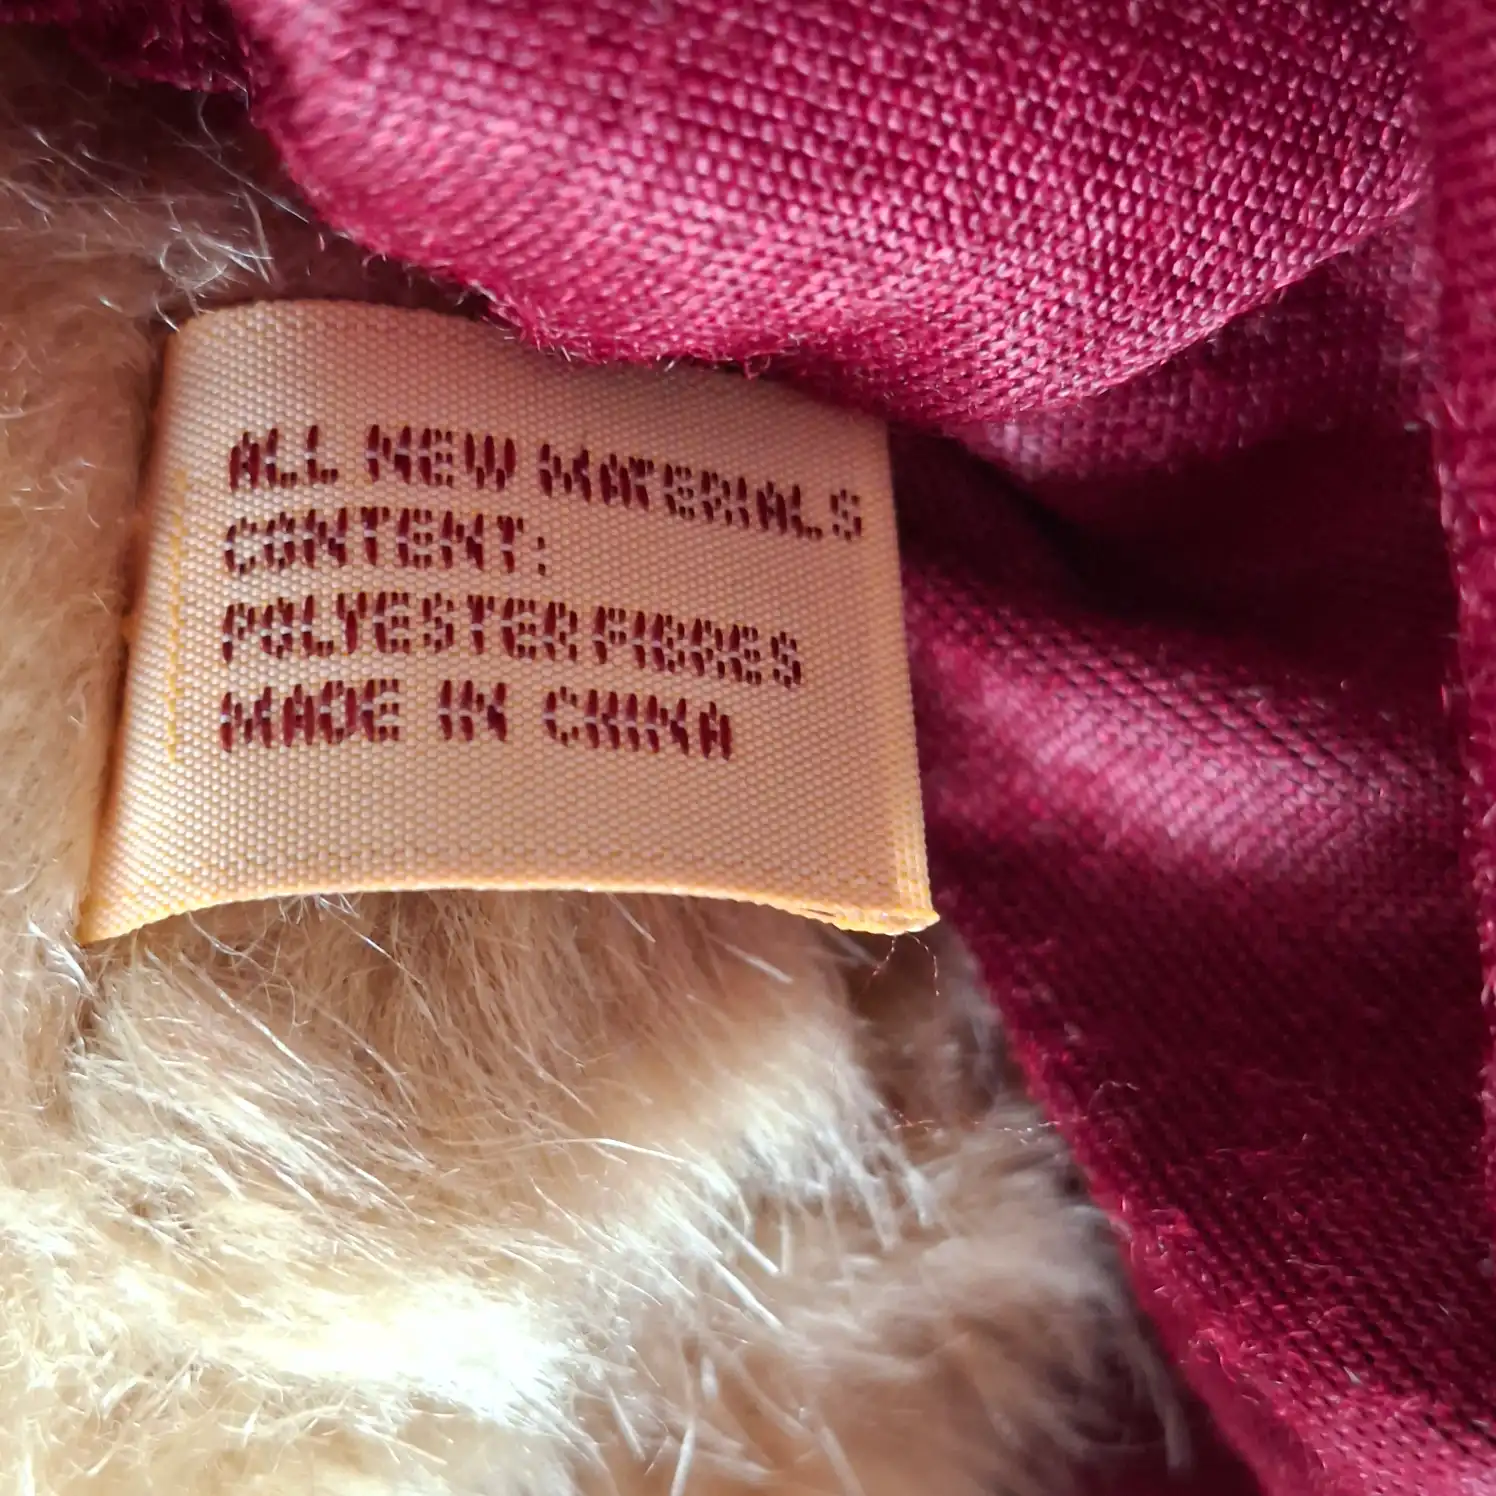 ALL NEW MATERIALS
CONTENT:
POLYESTER FIBRES
MADE IN CHINA